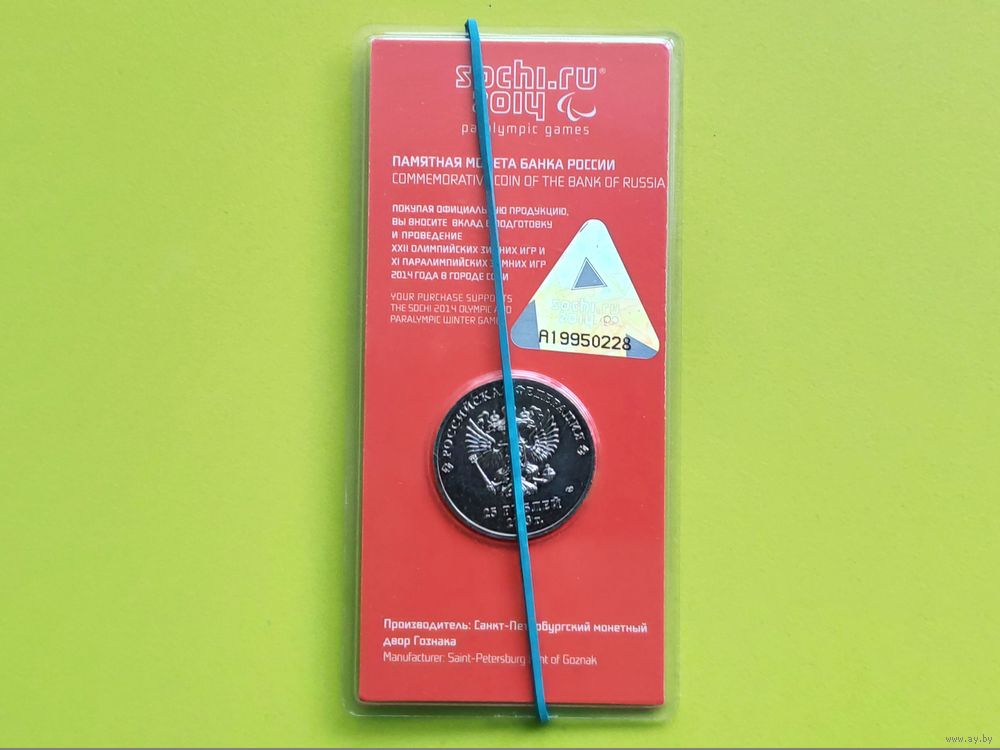 sochi.ru®
2014
paralympic games
ПАМЯТНАЯ МОНЕТА БАНКА РОССИИ
COMMEMORATIVE COIN OF THE BANK OF RUSSIA
ПОКУПАЯ ОФИЦИАЛЬНУЮ ПРОДУКЦИЮ,
ВЫ ВНОСИТЕ ВКЛАД В ПОДГОТОВКУ
И ПРОВЕДЕНИЕ
XXII ОЛИМПИЙСКИХ ЗИМНИХ ИГР И
XI ПАРАЛИМПИЙСКИХ ЗИМНИХ ИГР
2014 ГОДА В ГОРОДЕ СОЧИ
YOUR PURCHASE SUPPORTS
THE SOCHI 2014 OLYMPIC AND
PARALYMPIC WINTER GAMES
sochi.ru
2014
A19950228
РОССИЙСКАЯ ФЕДЕРАЦИЯ
25 РУБЛЕЙ
Производитель: Санкт-Петербургский монетный
двор Гознака
Manufacturer: Saint-Petersburg Mint of Goznak
www.ay.by